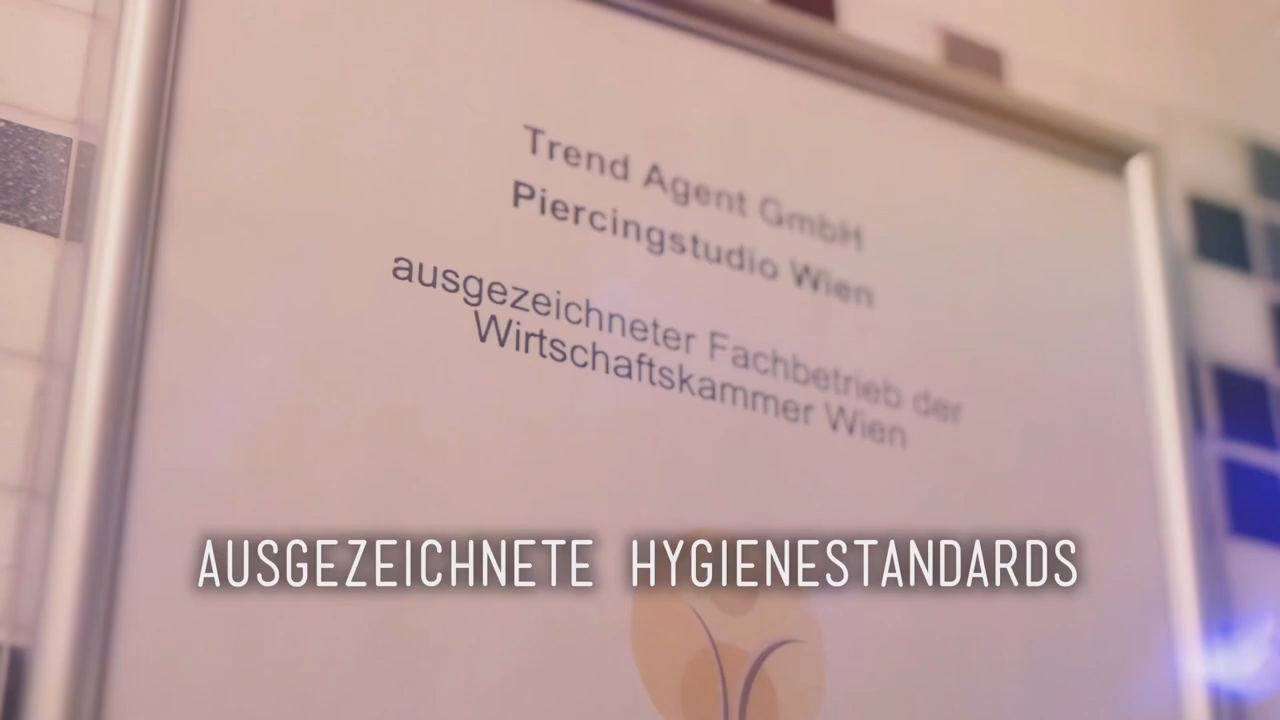 Trend Agent GmbH
Piercingstudio Wien
ausgezeichneter Fachbetrieb der
Wirtschaftskammer Wien
AUSGEZEICHNETE HYGIENESTANDARDS